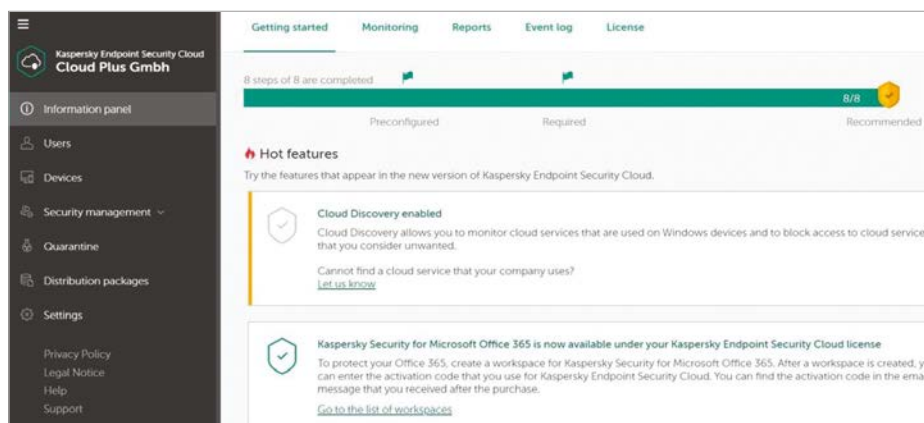 Kaspersky Endpoint Security Cloud
Cloud Plus Gmbh
Information panel
Users
Devices
Security management
Quarantine
Distribution packages
Settings
Privacy Policy
Legal Notice
Help
Support
Getting started Monitoring Reports Event log License
8 steps of 8 are completed
8/8
Preconfigured Required Recommended
Hot features
Try the features that appear in the new version of Kaspersky Endpoint Security Cloud.
Cloud Discovery enabled
Cloud Discovery allows you to monitor cloud services that are used on Windows devices and to block access to cloud service
that you consider unwanted.
Cannot find a cloud service that your company uses?
Let us know
Kaspersky Security for Microsoft Office 365 is now available under your Kaspersky Endpoint Security Cloud license
To protect your Office 365, create a workspace for Kaspersky Security for Microsoft Office 365. After a workspace is created, y
can enter the activation code that you use for Kaspersky Endpoint Security Cloud. You can find the activation code in the ema
message that you received after the purchase.
Go to the list of workspaces